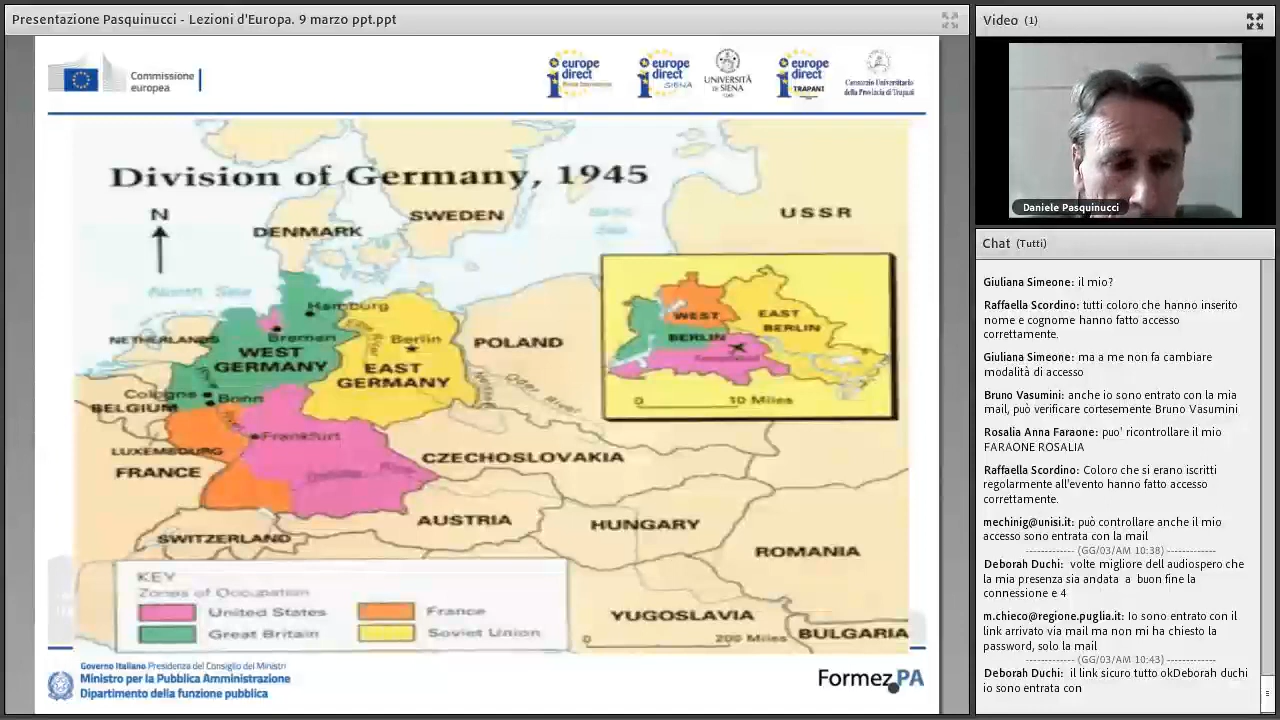 Presentazione Pasquinucci - Lezioni d'Europa. 9 marzo ppt.ppt
Commissione
europea
europe
direct
europe
direct
SIENA
UNIVERSITÀ
DI SIENA
1240
europe
direct
TRAPANI
Consorzio Universitario
della Provincia di Trapani
Division of Germany, 1945
N
SWEDEN
DENMARK
USSR
North Sea
Baltic
Sea
Hamburg
NETHERLANDS
Bremen
Berlin
POLAND
WEST
GERMANY
EAST
GERMANY
Cologne
Bonn
BELGIUM
Oder River
Frankfurt
LUXEMBOURG
FRANCE
CZECHOSLOVAKIA
AUSTRIA
HUNGARY
SWITZERLAND
ROMANIA
YUGOSLAVIA
BULGARIA
WEST
BERLIN
EAST
BERLIN
0 10 Miles
KEY
Zones of Occupation
United States
France
Great Britain
Soviet Union
0 200 Miles
Governo Italiano Presidenza del Consiglio dei Ministri
Ministro per la Pubblica Amministrazione
Dipartimento della funzione pubblica
Formez PA
Video (1)
Daniele Pasquinucci
Chat (Tutti)
Giuliana Simeone: il mio?
Raffaella Scordino: tutti coloro che hanno inserito
nome e cognome hanno fatto accesso
correttamente.
Giuliana Simeone: ma a me non fa cambiare
modalità di accesso
Bruno Vasumini: anche io sono entrato con la mia
mail, può verificare cortesemente Bruno Vasumini
Rosalia Anna Faraone: puo' ricontrollare il mio
FARAONE ROSALIA
Raffaella Scordino: Coloro che si erano iscritti
regolarmente all'evento hanno fatto accesso
correttamente.
mechinig@unisi.it: può controllare anche il mio
accesso sono entrata con la mail
------------- (GG/03/AM 10:38) -------------
Deborah Duchi: volte migliore dell audiospero che
la mia presenza sia andata a buon fine la
connessione e 4
m.chieco@regione.puglia.it: Io sono entrato con il
link arrivato via mail ma non mi ha chiesto la
password, solo la mail
------------- (GG/03/AM 10:43) -------------
Deborah Duchi: il link sicuro tutto okDeborah duchi
io sono entrata con